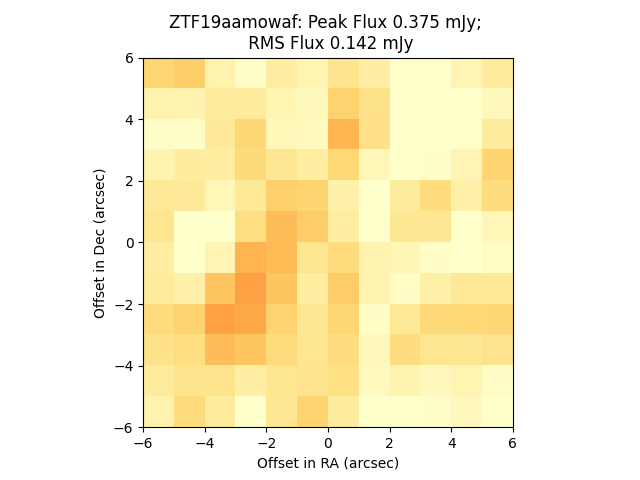 ZTF19aamowaf: Peak Flux 0.375 mJy;
RMS Flux 0.142 mJy
6
4
2
0
−2
−4
−6
Offset in Dec (arcsec)
−6 −4 −2 0 2 4 6
Offset in RA (arcsec)